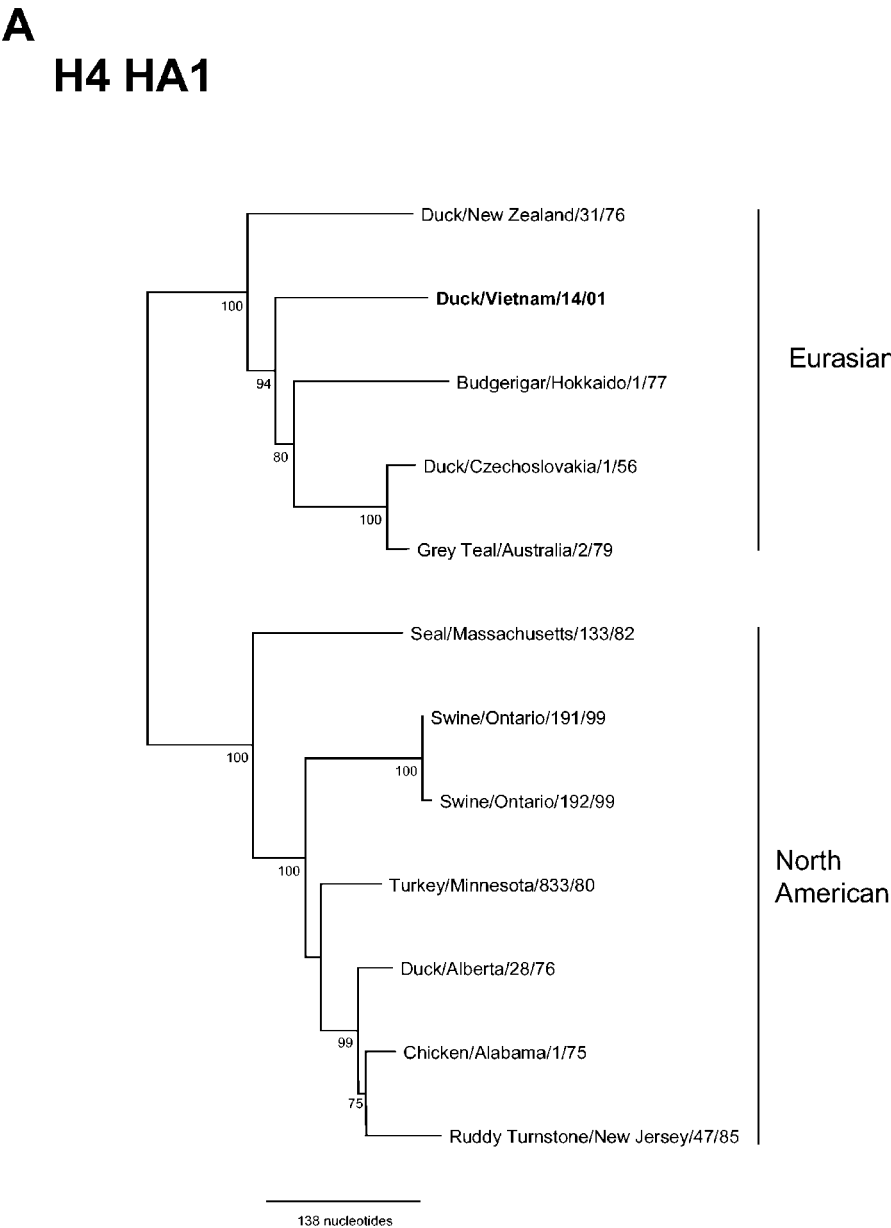 A
H4 HA1
Duck/New Zealand/31/76
100
Duck/Vietnam/14/01
Eurasian
94
Budgerigar/Hokkaido/1/77
80
Duck/Czechoslovakia/1/56
100
Grey Teal/Australia/2/79
Seal/Massachusetts/133/82
Swine/Ontario/191/99
100
100
Swine/Ontario/192/99
North
American
100
Turkey/Minnesota/833/80
Duck/Alberta/28/76
99
Chicken/Alabama/1/75
75
Ruddy Turnstone/New Jersey/47/85
138 nucleotides